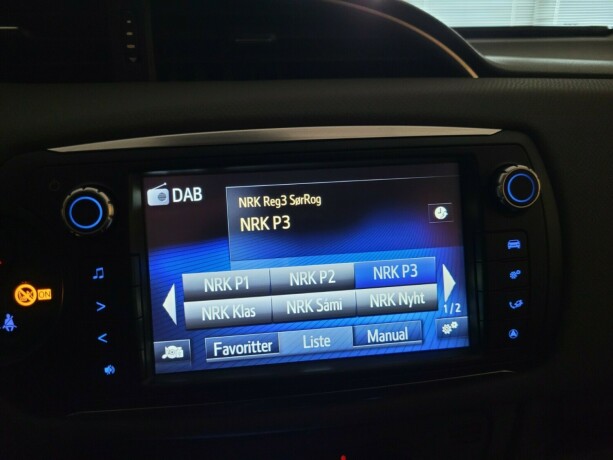 DAB
NRK Reg3 SørRog
NRK P3
NRK P1 NRK P2 NRK P3
NRK Klas NRK Sámi NRK Nyht
1/2
Favoritter Liste Manual
ON